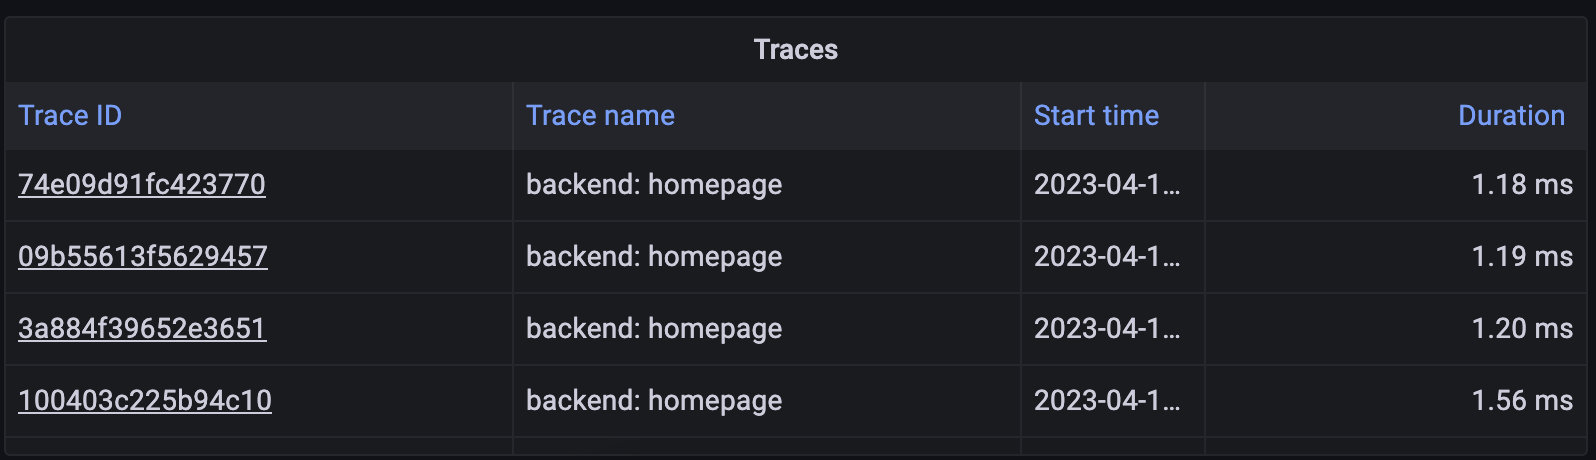 Traces
Trace ID Trace name Start time Duration
74e09d91fc423770 backend: homepage 2023-04-1... 1.18 ms
09b55613f5629457 backend: homepage 2023-04-1... 1.19 ms
3a884f39652e3651 backend: homepage 2023-04-1... 1.20 ms
100403c225b94c10 backend: homepage 2023-04-1... 1.56 ms